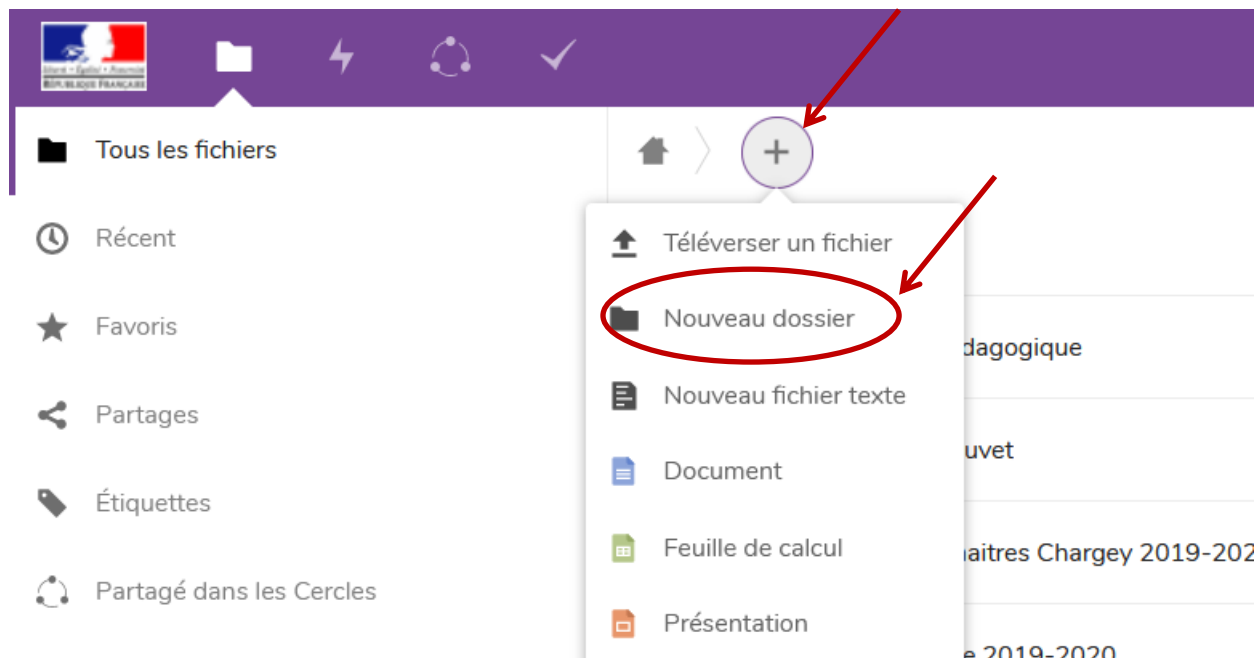 RÉPUBLIQUE FRANÇAISE
Tous les fichiers
Récent
Favoris
Partages
Étiquettes
Partagé dans les Cercles
Téléverser un fichier
Nouveau dossier
Nouveau fichier texte
Document
Feuille de calcul
Présentation
dagogique
uvet
aitres Chargey 2019-202
e 2019-2020